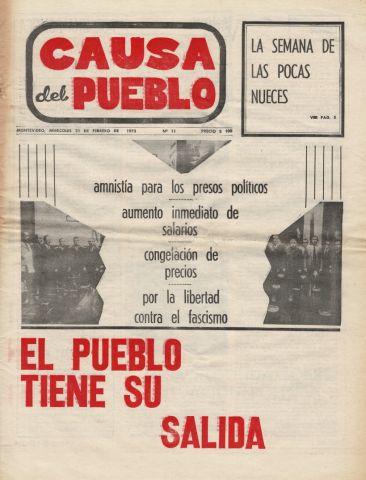 CAUSA
del PUEBLO
LA SEMANA DE
LAS POCAS
NUECES
VER PAG. 5
MONTEVIDEO, MIERCOLES 21 DE FEBRERO DE 1973 Nº 11 PRECIO $ 100
amnistía para los presos políticos
aumento inmediato de
salarios
congelación de
precios
por la libertad
contra el fascismo
EL PUEBLO
TIENE SU
SALIDA